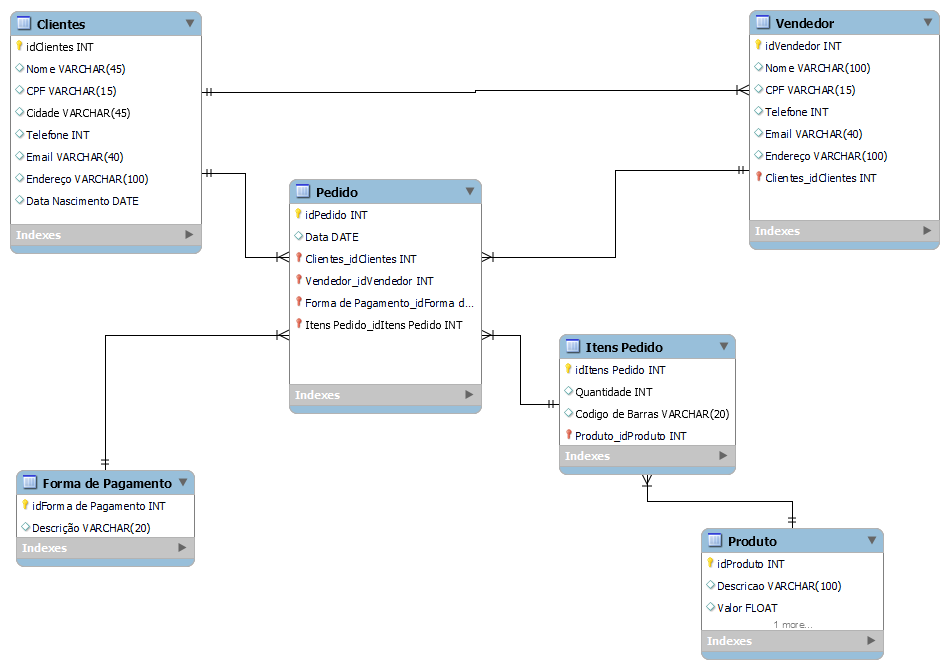 Clientes
idClientes INT
Nome VARCHAR(45)
CPF VARCHAR(15)
Cidade VARCHAR(45)
Telefone INT
Email VARCHAR(40)
Endereço VARCHAR(100)
Data Nascimento DATE
Indexes
Vendedor
idVendedor INT
Nome VARCHAR(100)
CPF VARCHAR(15)
Telefone INT
Email VARCHAR(40)
Endereço VARCHAR(100)
Clientes_idClientes INT
Indexes
Pedido
idPedido INT
Data DATE
Clientes_idClientes INT
Vendedor_idVendedor INT
Forma de Pagamento_idForma d...
Itens Pedido_idItens Pedido INT
Indexes
Itens Pedido
idItens Pedido INT
Quantidade INT
Codigo de Barras VARCHAR(20)
Produto_idProduto INT
Indexes
Forma de Pagamento
idForma de Pagamento INT
Descrição VARCHAR(20)
Indexes
Produto
idProduto INT
Descricao VARCHAR(100)
Valor FLOAT
1 more...
Indexes